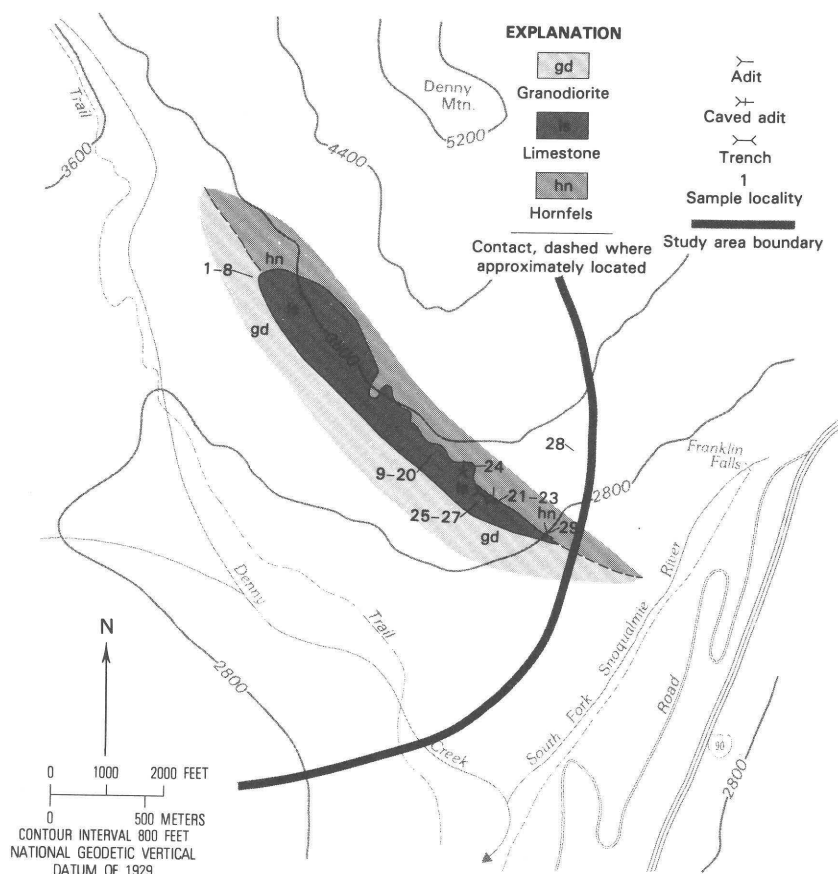 EXPLANATION
gd
Granodiorite
ls
Limestone
hn
Hornfels
Contact, dashed where
approximately located
Adit
Caved adit
Trench
1
Sample locality
Study area boundary
Denny
Mtn.
5200
4400
Trail
3600
hn
1–8
ls
gd
3600
28
Franklin
Falls
24
9–20
ls
21–23
2800
25–27
hn
29
gd
River
Snoqualmie
Fork
South
Road
90
2800
Denny
Trail
Creek
2800
N
0 1000 2000 FEET
0 500 METERS
CONTOUR INTERVAL 800 FEET
NATIONAL GEODETIC VERTICAL
DATUM OF 1929